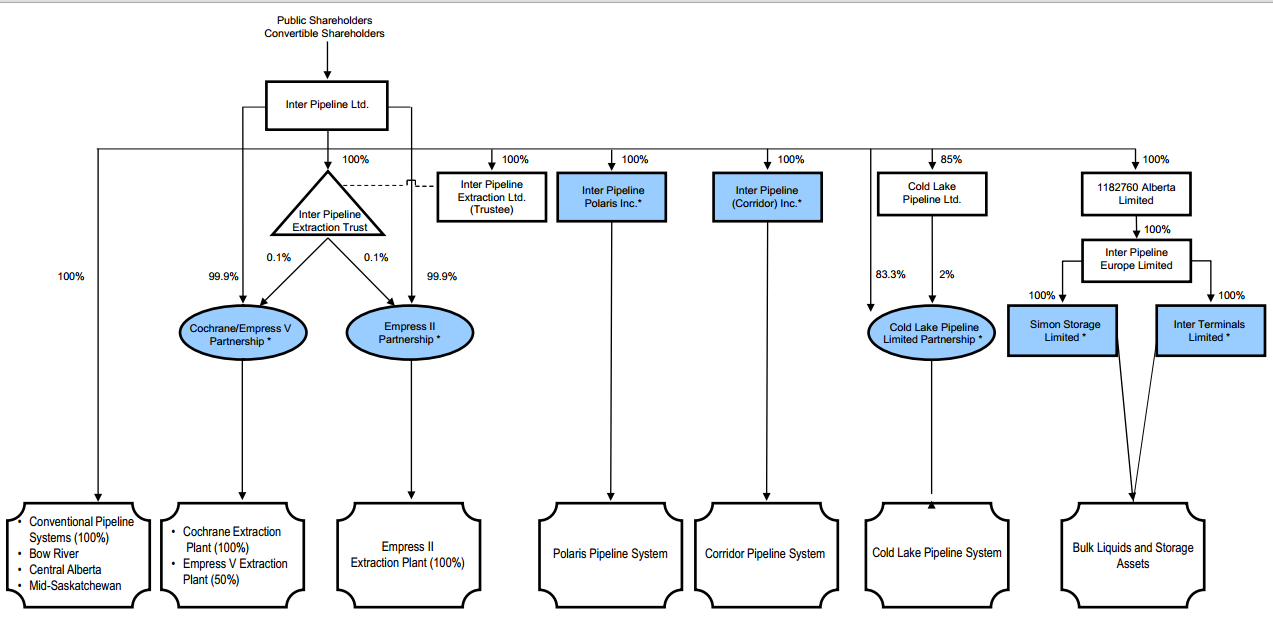 Public Shareholders
Convertible Shareholders
Inter Pipeline Ltd.
100%
100%
100%
100%
85%
100%
Inter Pipeline
Extraction Trust
Inter Pipeline
Extraction Ltd.
(Trustee)
Inter Pipeline
Polaris Inc.*
Inter Pipeline
(Corridor) Inc.*
Cold Lake
Pipeline Ltd.
1182760 Alberta
Limited
100%
Inter Pipeline
Europe Limited
100%
99.9%
0.1%
0.1%
99.9%
83.3%
2%
100%
100%
Cochrane/Empress V
Partnership *
Empress II
Partnership *
Cold Lake Pipeline
Limited Partnership *
Simon Storage
Limited *
Inter Terminals
Limited *
• Conventional Pipeline
Systems (100%)
• Bow River
• Central Alberta
• Mid-Saskatchewan
• Cochrane Extraction
Plant (100%)
• Empress V Extraction
Plant (50%)
Empress II
Extraction Plant (100%)
Polaris Pipeline System
Corridor Pipeline System
Cold Lake Pipeline System
Bulk Liquids and Storage
Assets